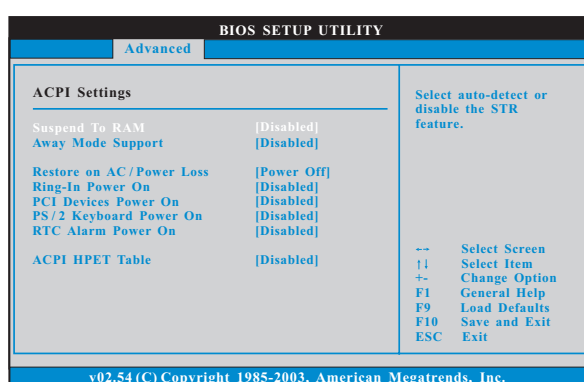 BIOS SETUP UTILITY
Advanced
ACPI Settings
Suspend To RAM [Disabled]
Away Mode Support [Disabled]
Restore on AC / Power Loss [Power Off]
Ring-In Power On [Disabled]
PCI Devices Power On [Disabled]
PS / 2 Keyboard Power On [Disabled]
RTC Alarm Power On [Disabled]
ACPI HPET Table [Disabled]
Select auto-detect or
disable the STR
feature.
←→ Select Screen
↑↓ Select Item
+- Change Option
F1 General Help
F9 Load Defaults
F10 Save and Exit
ESC Exit
v02.54 (C) Copyright 1985-2003, American Megatrends, Inc.